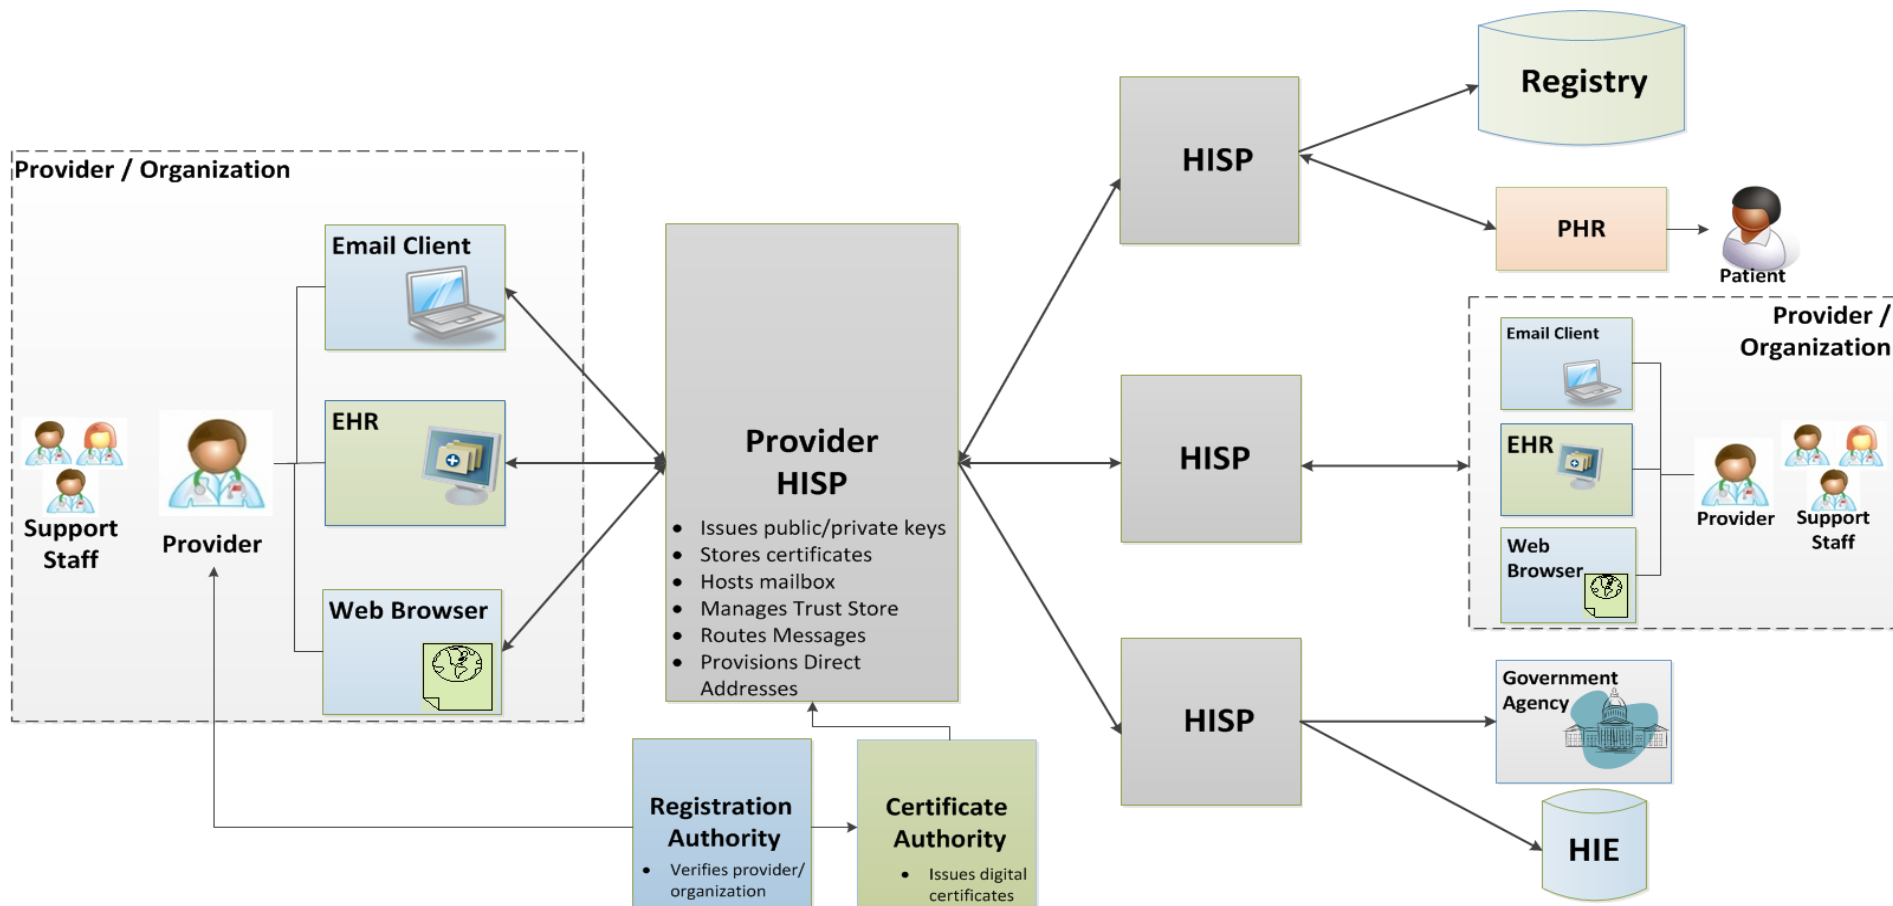 Provider / Organization
Email Client
EHR
Web Browser
Support
Staff
Provider
Provider
HISP
• Issues public/private keys
• Stores certificates
• Hosts mailbox
• Manages Trust Store
• Routes Messages
• Provisions Direct
Addresses
Registration
Authority
• Verifies provider/
organization
Certificate
Authority
• Issues digital
certificates
HISP
HISP
HISP
Registry
PHR
Patient
Provider /
Organization
Email Client
EHR
Web
Browser
Provider
Support
Staff
Government
Agency
HIE